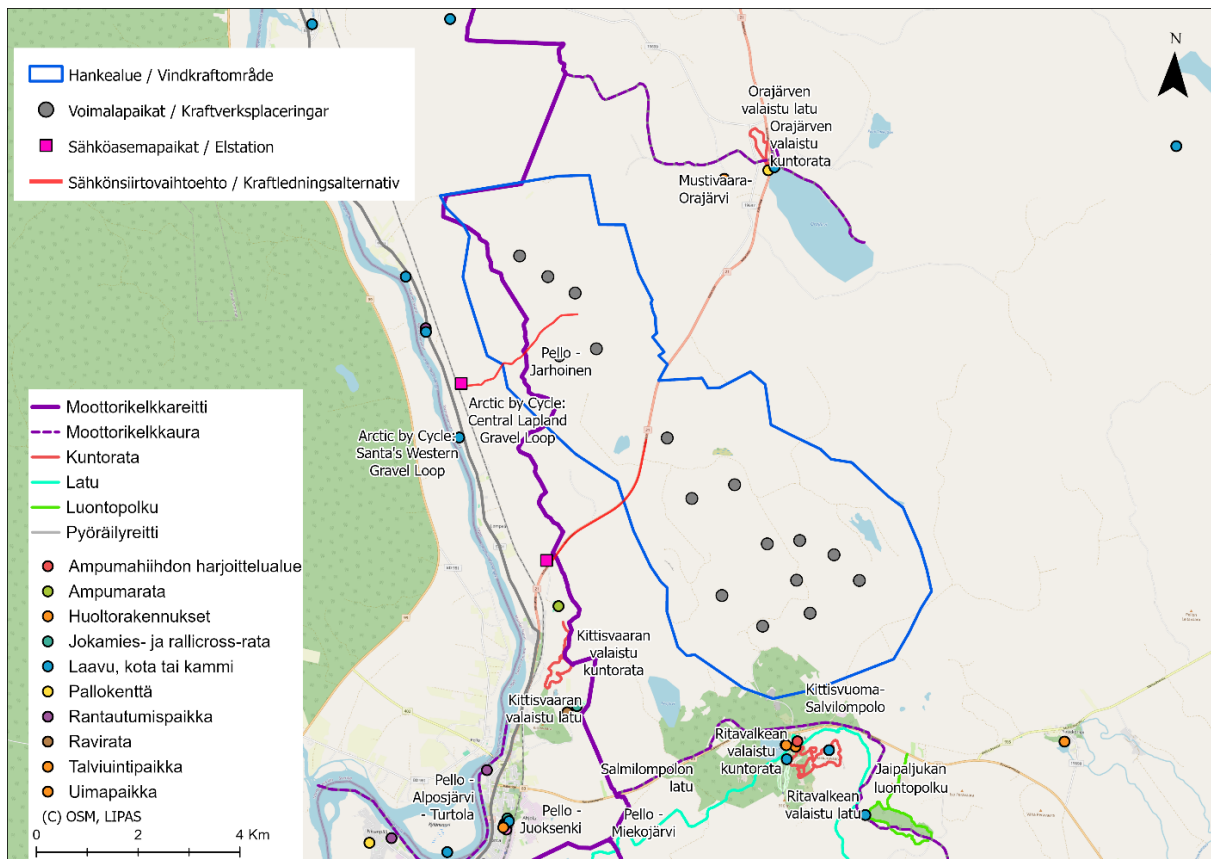 Hankealue / Vindkraftområde
Voimalapaikat / Kraftverksplaceringar
Sähköasemapaikat / Elstation
Sähkönsiirtovaihtoehto / Kraftledningsalternativ
N
Orajärven
valaistu latu
Orajärven
valaistu
kuntorata
Mustivaara-
Orajärvi
Pello -
Jarhoinen
Arctic by Cycle:
Central Lapland
Gravel Loop
Arctic by Cycle:
Santa's Western
Gravel Loop
Moottorikelkkareitti
Moottorikelkkaura
Kuntorata
Latu
Luontopolku
Pyöräilyreitti
Ampumahiihdon harjoittelualue
Ampumarata
Huoltorakennukset
Jokamies- ja rallicross-rata
Laavu, kota tai kammi
Pallokenttä
Rantautumispaikka
Ravirata
Talviuintipaikka
Uimapaikka
(C) OSM, LIPAS
0 2 4 Km
Kittisvaaran
valaistu
kuntorata
Kittisvaaran
valaistu latu
Kittisvuoma-
Salvilompolo
Ritavalkean
valaistu
kuntorata
Salmilompolon
latu
Jaipaljukan
luontopolku
Ritavalkean
valaistu latu
Pello -
Alposjärvi
- Turtola
Pello -
Juoksenki
Pello -
Miekojärvi